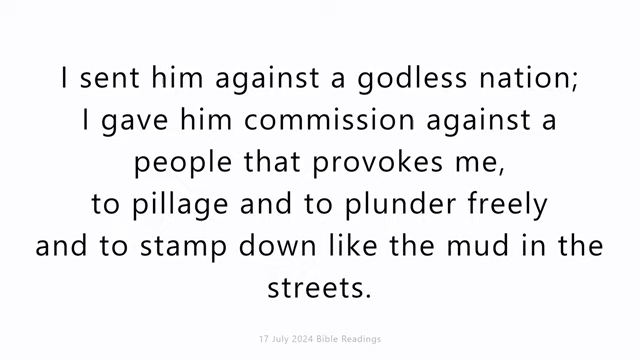 I sent him against a godless nation;
I gave him commission against a
people that provokes me,
to pillage and to plunder freely
and to stamp down like the mud in the
streets.
17 July 2024 Bible Readings